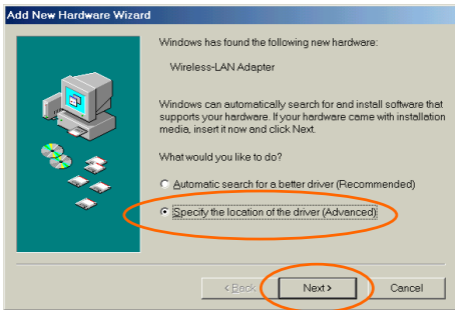 Add New Hardware Wizard
Windows has found the following new hardware:
Wireless-LAN Adapter
Windows can automatically search for and install software that
supports your hardware. If your hardware came with installation
media, insert it now and click Next.
What would you like to do?
Automatic search for a better driver (Recommended)
Specify the location of the driver (Advanced)
< Back
Next >
Cancel